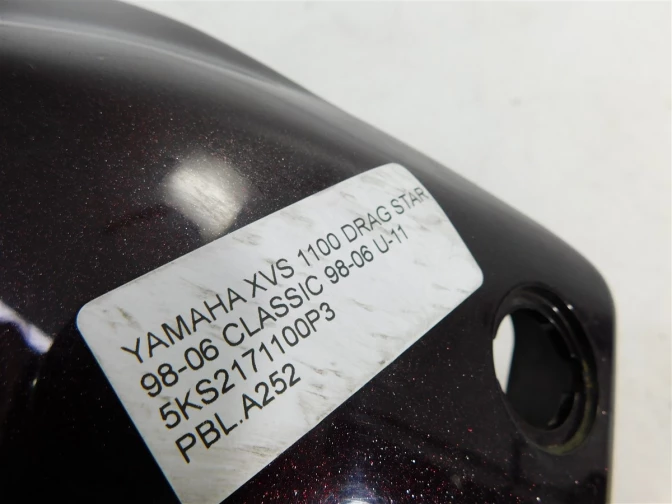 YAMAHA XVS 1100 DRAG STAR
98-06 CLASSIC 98-06 U-11
5KS2171100P3
PBL.A252